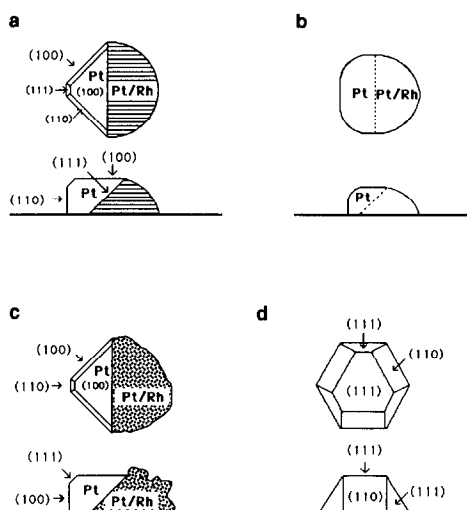 a
(100)
Pt
(111)
(100)
Pt/Rh
(110)
(111)
(100)
(110)
Pt
b
Pt
Pt/Rh
Pt
c
(100)
Pt
(110)
(100)
Pt/Rh
(111)
(100)
Pt
Pt/Rh
d
(111)
(110)
(111)
(111)
(110)
(111)